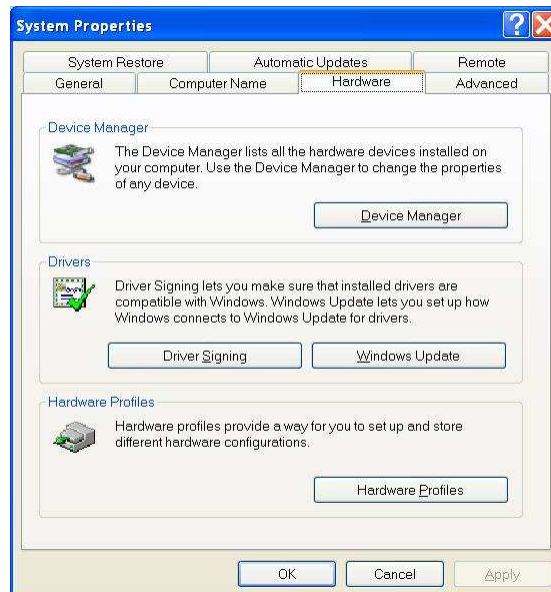 System Properties
System Restore
Automatic Updates
Remote
General
Computer Name
Hardware
Advanced
Device Manager
The Device Manager lists all the hardware devices installed on
your computer. Use the Device Manager to change the properties
of any device.
Device Manager
Drivers
Driver Signing lets you make sure that installed drivers are
compatible with Windows. Windows Update lets you set up how
Windows connects to Windows Update for drivers.
Driver Signing
Windows Update
Hardware Profiles
Hardware profiles provide a way for you to set up and store
different hardware configurations.
Hardware Profiles
OK
Cancel
Apply